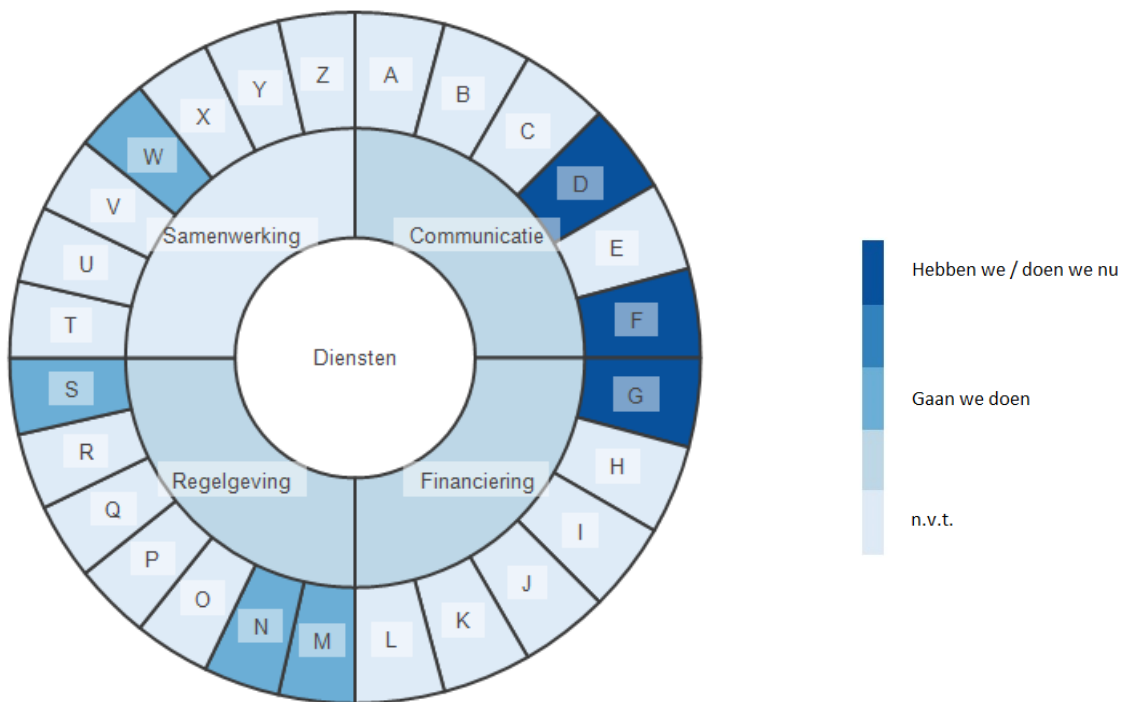 A
B
C
D
E
F
G
H
I
J
K
L
M
N
O
P
Q
R
S
T
U
V
W
X
Y
Z
Samenwerking
Communicatie
Diensten
Regelgeving
Financiering
Hebben we / doen we nu
Gaan we doen
n.v.t.